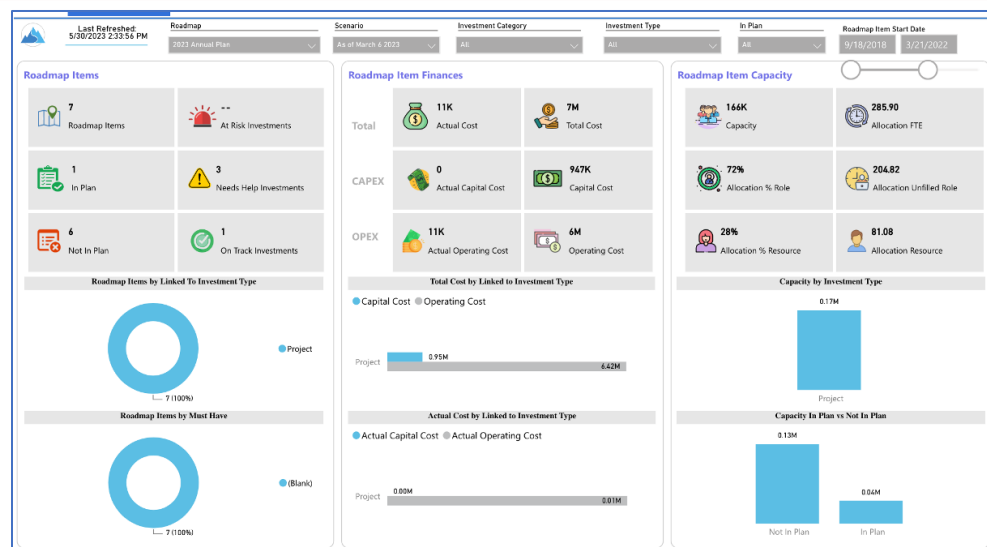 Last Refreshed:
5/30/2023 2:33:56 PM
Roadmap
2023 Annual Plan
Scenario
As of March 6 2023
Investment Category
All
Investment Type
All
In Plan
All
Roadmap Item Start Date
9/18/2018
3/21/2022
Roadmap Items
7
Roadmap Items
--
At Risk Investments
1
In Plan
3
Needs Help Investments
6
Not In Plan
1
On Track Investments
Roadmap Items by Linked To Investment Type
Project
7 (100%)
Roadmap Items by Must Have
(Blank)
7 (100%)
Roadmap Item Finances
Total
11K
Actual Cost
7M
Total Cost
CAPEX
0
Actual Capital Cost
947K
Capital Cost
OPEX
11K
Actual Operating Cost
6M
Operating Cost
Total Cost by Linked to Investment Type
Capital Cost Operating Cost
Project
0.95M
6.42M
Actual Cost by Linked to Investment Type
Actual Capital Cost Actual Operating Cost
Project
0.00M
0.01M
Roadmap Item Capacity
166K
Capacity
285.90
Allocation FTE
72%
Allocation % Role
204.82
Allocation Unfilled Role
28%
Allocation % Resource
81.08
Allocation Resource
Capacity by Investment Type
0.17M
Project
Capacity In Plan vs Not In Plan
0.13M
0.04M
Not In Plan
In Plan